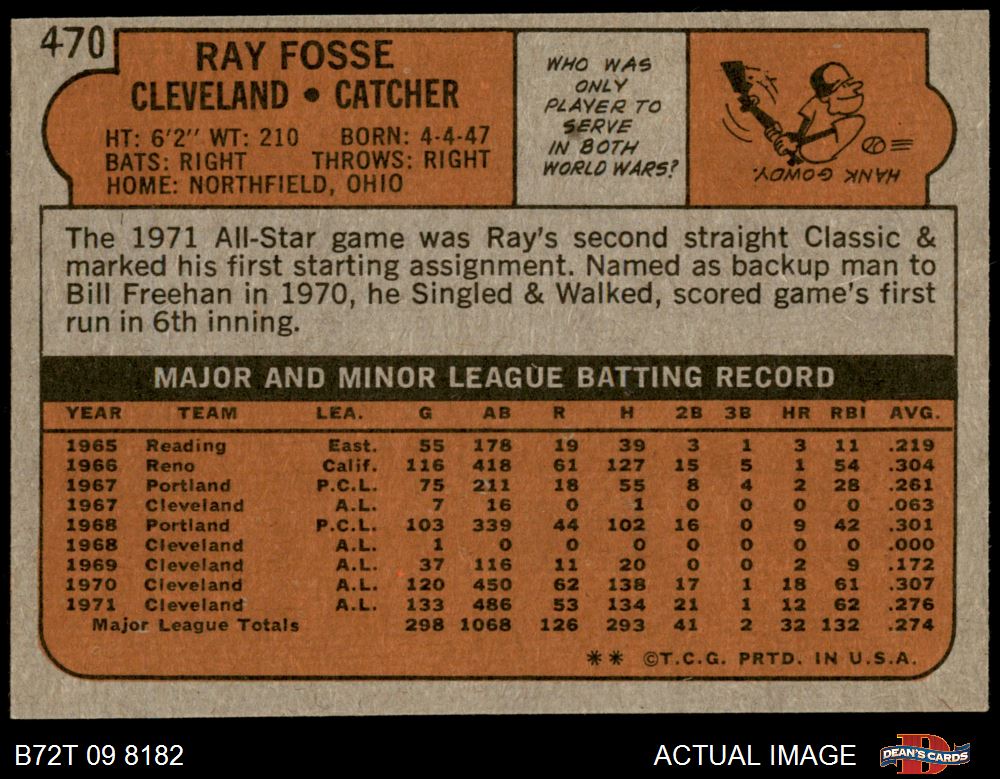 470
RAY FOSSE
CLEVELAND • CATCHER
HT: 6'2" WT: 210 BORN: 4-4-47
BATS: RIGHT THROWS: RIGHT
HOME: NORTHFIELD, OHIO
WHO WAS
ONLY
PLAYER TO
SERVE
IN BOTH
WORLD WARS?
HANK GOWDY.
The 1971 All-Star game was Ray's second straight Classic &
marked his first starting assignment. Named as backup man to
Bill Freehan in 1970, he Singled & Walked, scored game's first
run in 6th inning.
MAJOR AND MINOR LEAGUE BATTING RECORD
YEAR TEAM LEA. G AB R H 2B 3B HR RBI AVG.
1965 Reading East. 55 178 19 39 3 1 3 11 .219
1966 Reno Calif. 116 418 61 127 15 5 1 54 .304
1967 Portland P.C.L. 75 211 18 55 8 4 2 28 .261
1967 Cleveland A.L. 7 16 0 1 0 0 0 0 .063
1968 Portland P.C.L. 103 339 44 102 16 0 9 42 .301
1968 Cleveland A.L. 1 0 0 0 0 0 0 0 .000
1969 Cleveland A.L. 37 116 11 20 0 0 2 9 .172
1970 Cleveland A.L. 120 450 62 138 17 1 18 61 .307
1971 Cleveland A.L. 133 486 53 134 21 1 12 62 .276
Major League Totals 298 1068 126 293 41 2 32 132 .274
** ©T.C.G. PRTD. IN U.S.A.
B72T 09 8182 ACTUAL IMAGE DEAN'S CARDS